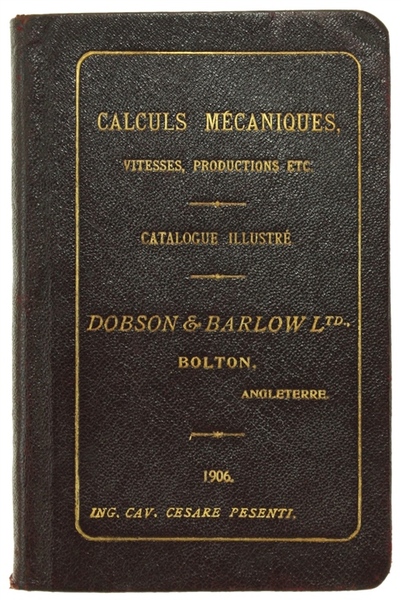 CALCULS MÉCANIQUES,
VITESSES, PRODUCTIONS ETC
CATALOGUE ILLUSTRÉ
DOBSON & BARLOW LTD.,
BOLTON,
ANGLETERRE.
1906.
ING. CAV. CESARE PESENTI.